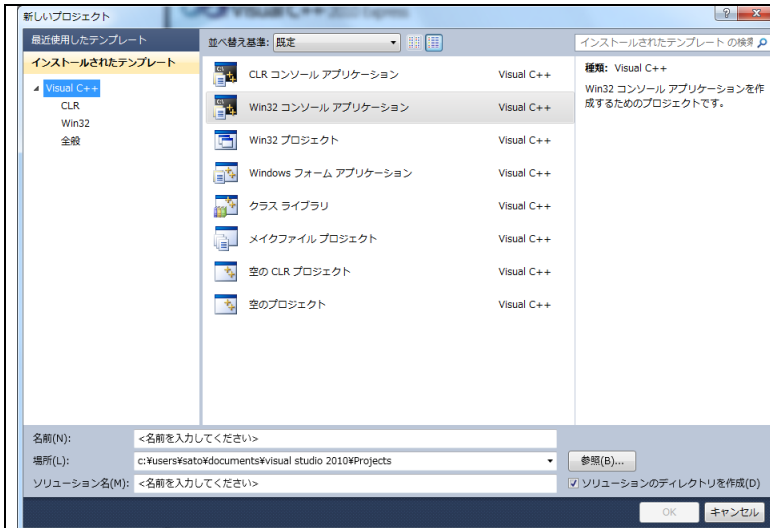 新しいプロジェクト
最近使用したテンプレート
並べ替え基準: 既定
インストールされたテンプレート の検索
インストールされたテンプレート
Visual C++
CLR
Win32
全般
CLR コンソール アプリケーション Visual C++
Win32 コンソール アプリケーション Visual C++
Win32 プロジェクト Visual C++
Windows フォーム アプリケーション Visual C++
クラス ライブラリ Visual C++
メイクファイル プロジェクト Visual C++
空の CLR プロジェクト Visual C++
空のプロジェクト Visual C++
種類: Visual C++
Win32 コンソール アプリケーションを作
成するためのプロジェクトです。
名前(N): <名前を入力してください>
場所(L): c:¥users¥sato¥documents¥visual studio 2010¥Projects 参照(B)...
ソリューション名(M): <名前を入力してください> ソリューションのディレクトリを作成(D)
OK キャンセル